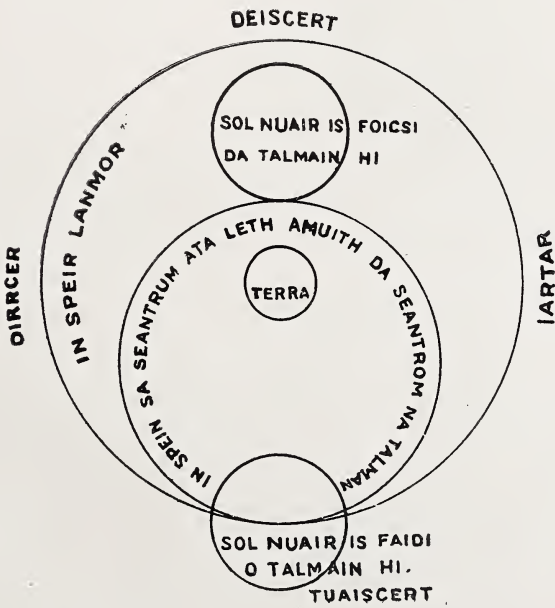 DEISCERT
SOL NUAIR IS FOICSI
DA TALMAIN HI
IN SPEIR LANMOR
OIRRCER
IARTAR
IN SPEIN SA SEANTRUM ATA LETH AMUITH DA SEANTROM NA TALMAN
TERRA
SOL NUAIR IS FAIDI
O TALMAIN HI.
TUAISCERT